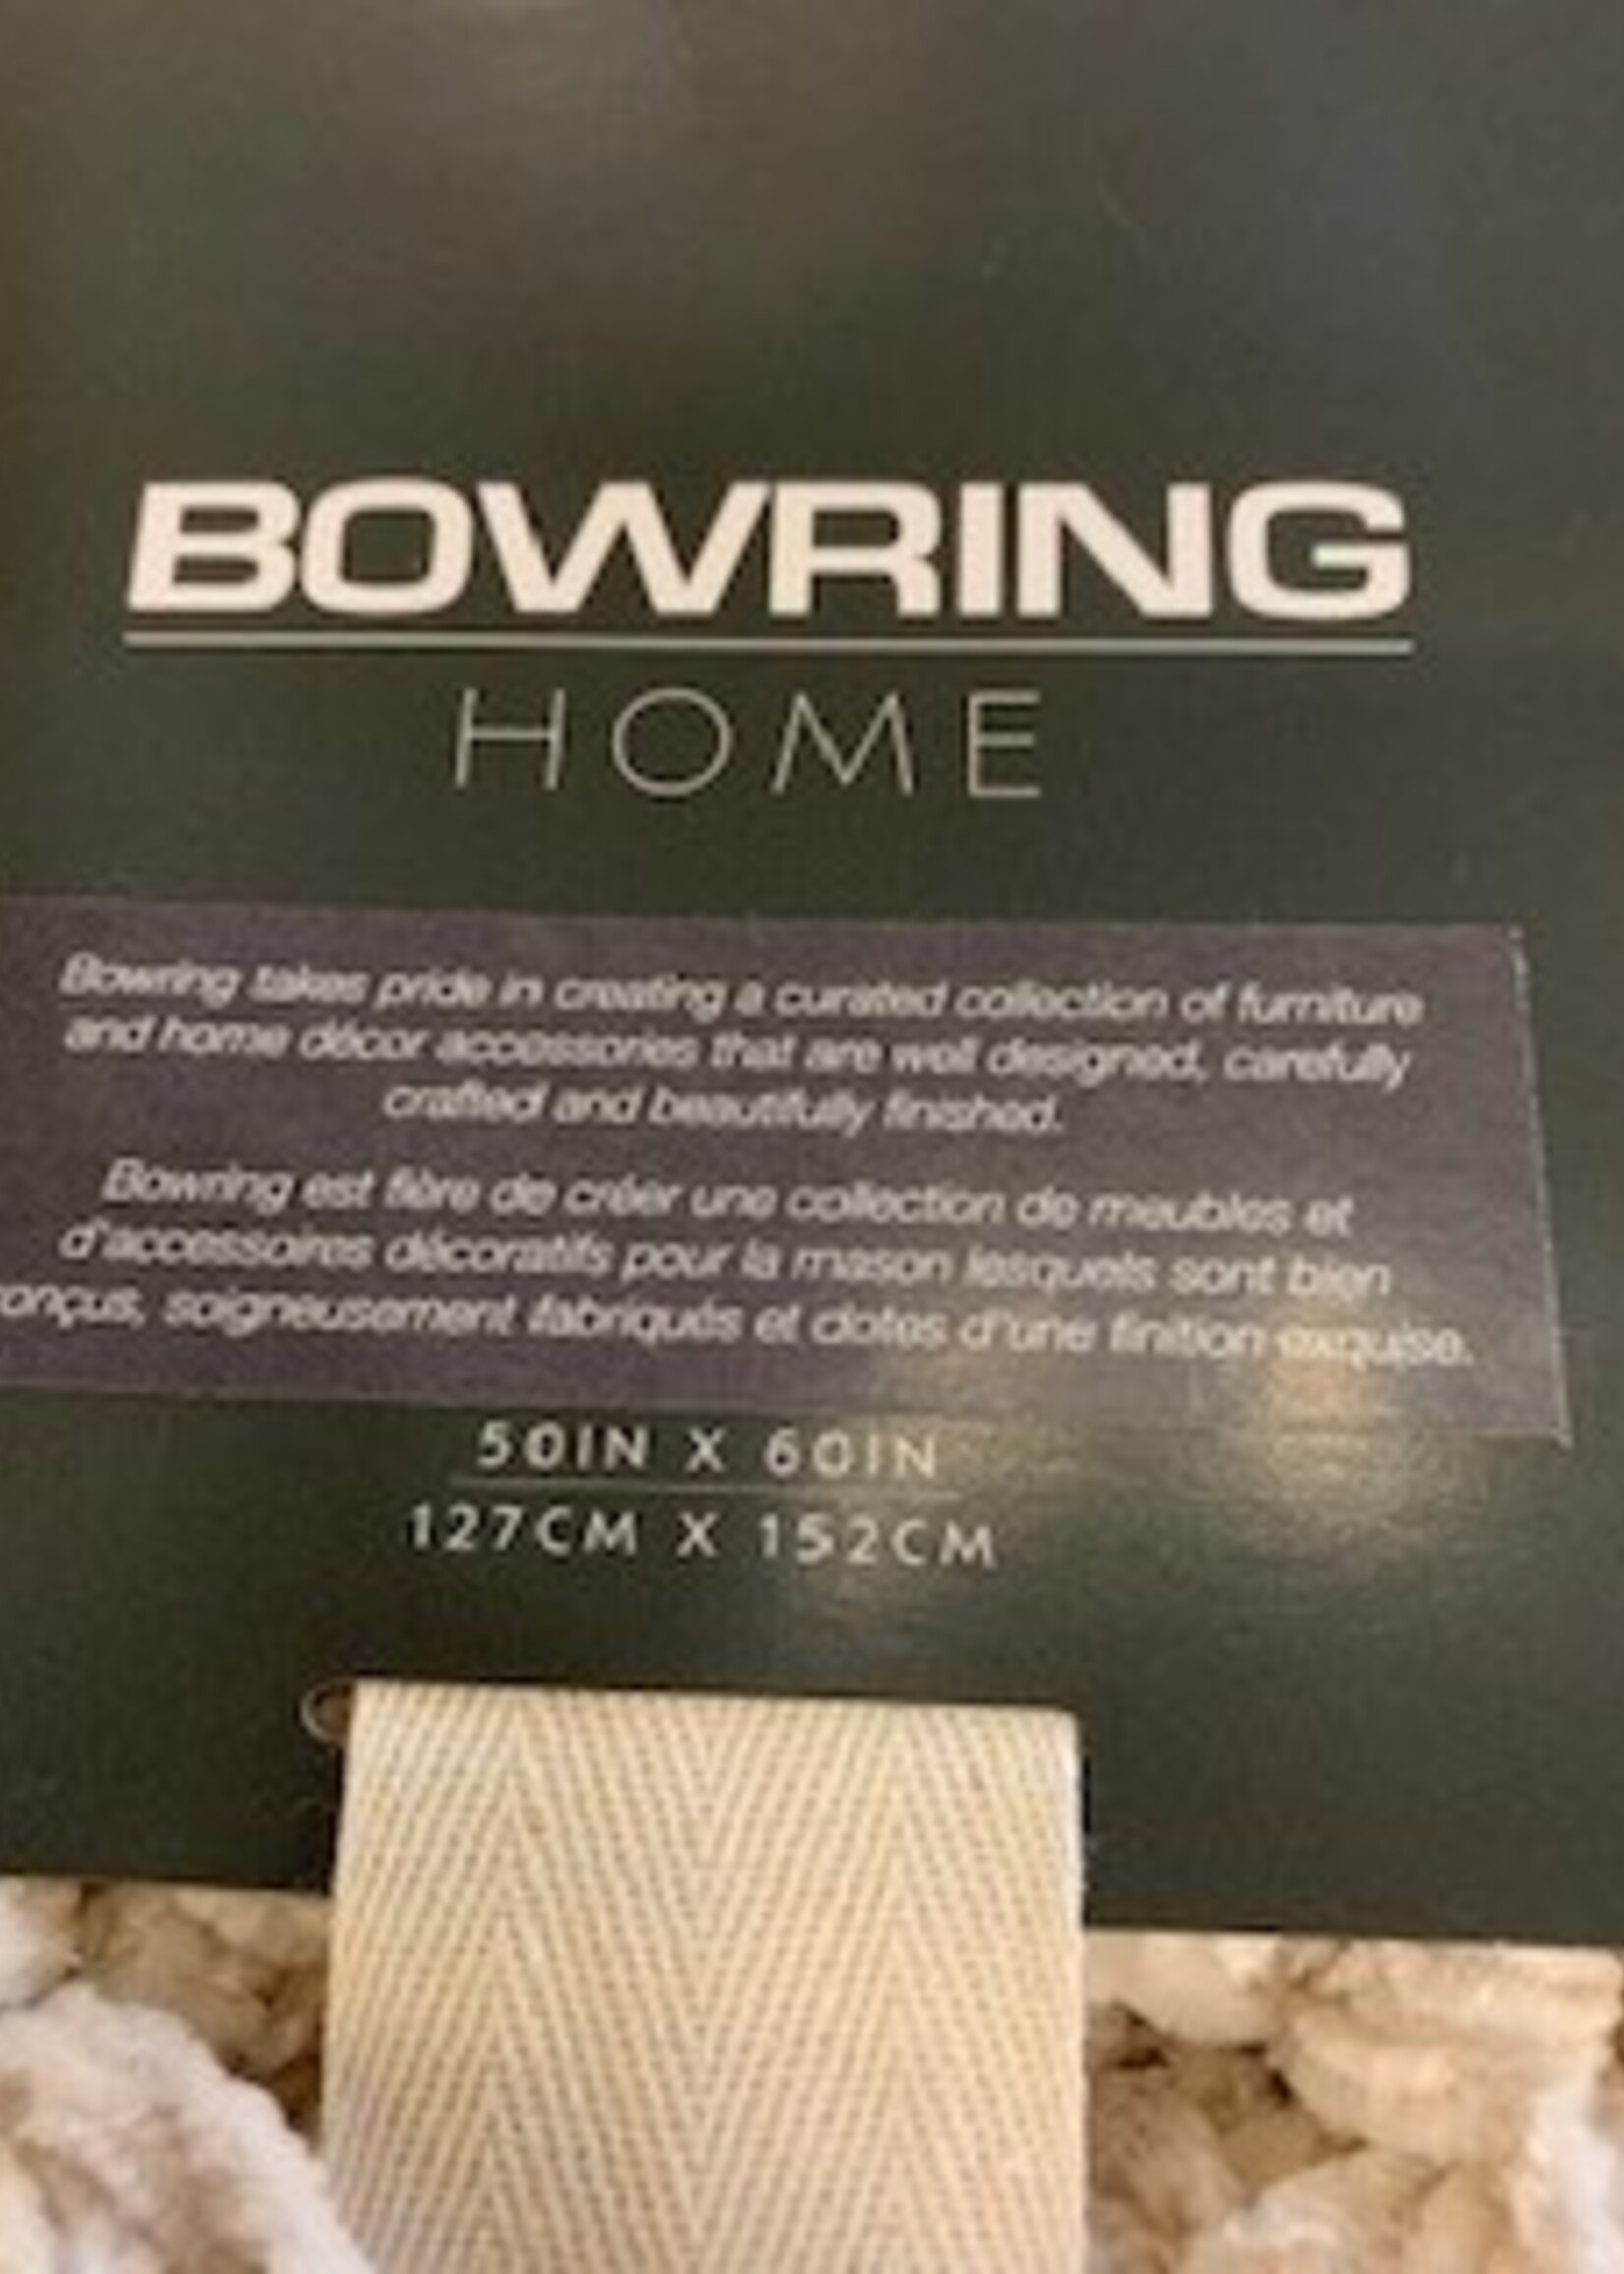 BOWRING
HOME
Bowring takes pride in creating a curated collection of furniture
and home décor accessories that are well designed, carefully
crafted and beautifully finished.
Bowring est fière de créer une collection de meubles et
d'accessoires décoratifs pour la maison lesquels sont bien
onçus, soigneusement fabriqués et dotes d'une finition exquise.
50IN X 60IN
127CM X 152CM